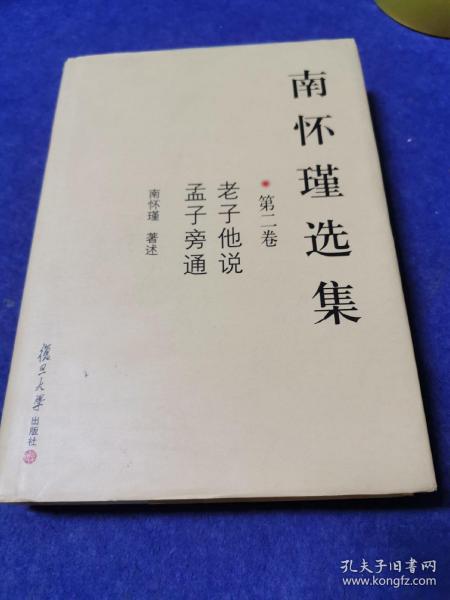 南怀瑾选集
第二卷
老子他说
孟子旁通
南怀瑾 著述
復旦大學出版社
孔夫子旧书网
www.kongfz.com